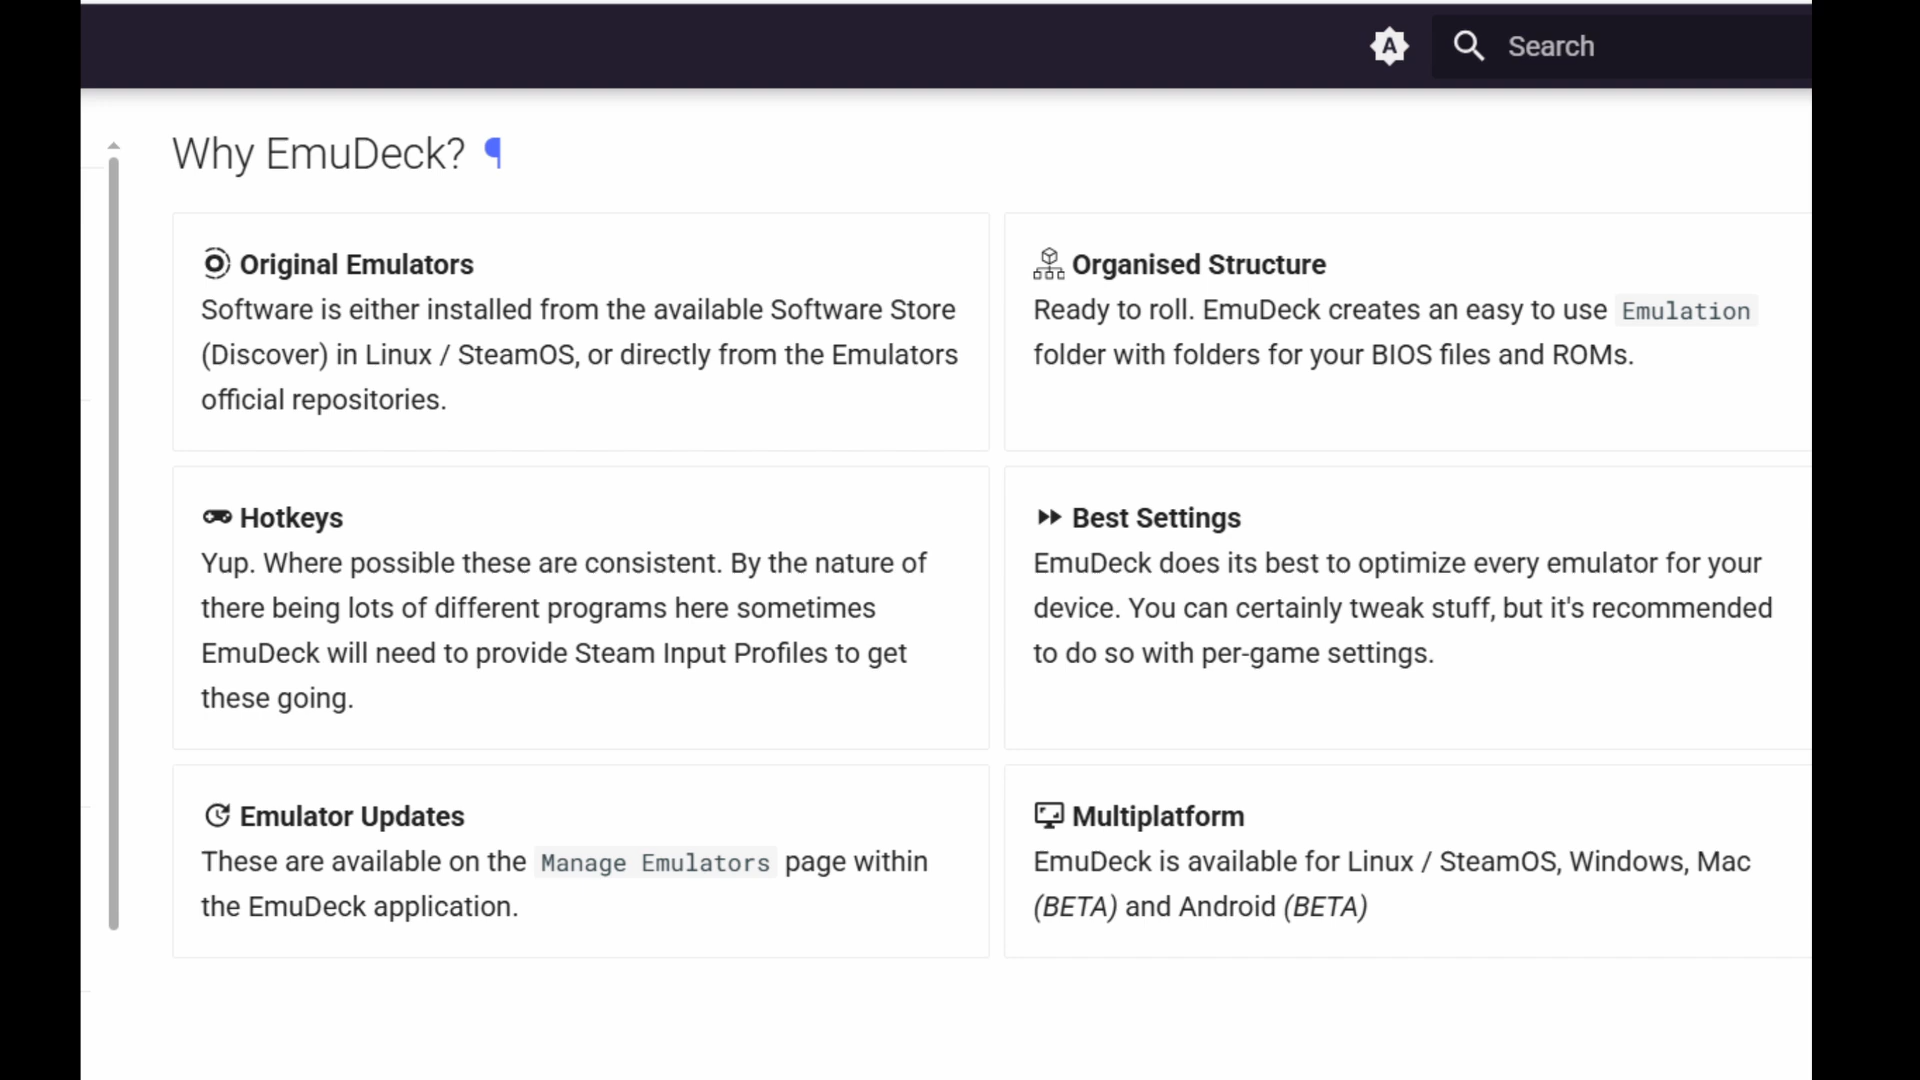 A
Search
Why EmuDeck? ¶
Original Emulators
Software is either installed from the available Software Store
(Discover) in Linux / SteamOS, or directly from the Emulators
official repositories.
Organised Structure
Ready to roll. EmuDeck creates an easy to use Emulation
folder with folders for your BIOS files and ROMs.
Hotkeys
Yup. Where possible these are consistent. By the nature of
there being lots of different programs here sometimes
EmuDeck will need to provide Steam Input Profiles to get
these going.
Best Settings
EmuDeck does its best to optimize every emulator for your
device. You can certainly tweak stuff, but it's recommended
to do so with per-game settings.
Emulator Updates
These are available on the Manage Emulators page within
the EmuDeck application.
Multiplatform
EmuDeck is available for Linux / SteamOS, Windows, Mac
(BETA) and Android (BETA)